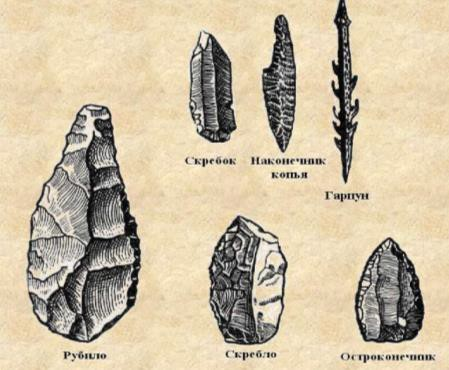 Скребок
Наконечник
копья
Гарпун
Рубило
Скребло
Остроконечник